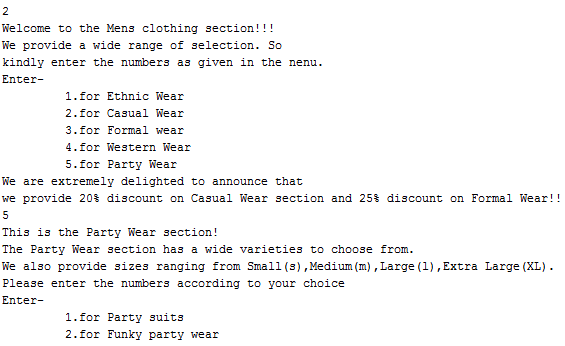 2
Welcome to the Mens clothing section!!!
We provide a wide range of selection. So
kindly enter the numbers as given in the nenu.
Enter-
1.for Ethnic Wear
2.for Casual Wear
3.for Formal wear
4.for Western Wear
5.for Party Wear
We are extremely delighted to announce that
we provide 20% discount on Casual Wear section and 25% discount on Formal Wear!!
5
This is the Party Wear section!
The Party Wear section has a wide varieties to choose from.
We also provide sizes ranging from Small(s),Medium(m),Large(l),Extra Large(XL).
Please enter the numbers according to your choice
Enter-
1.for Party suits
2.for Funky party wear